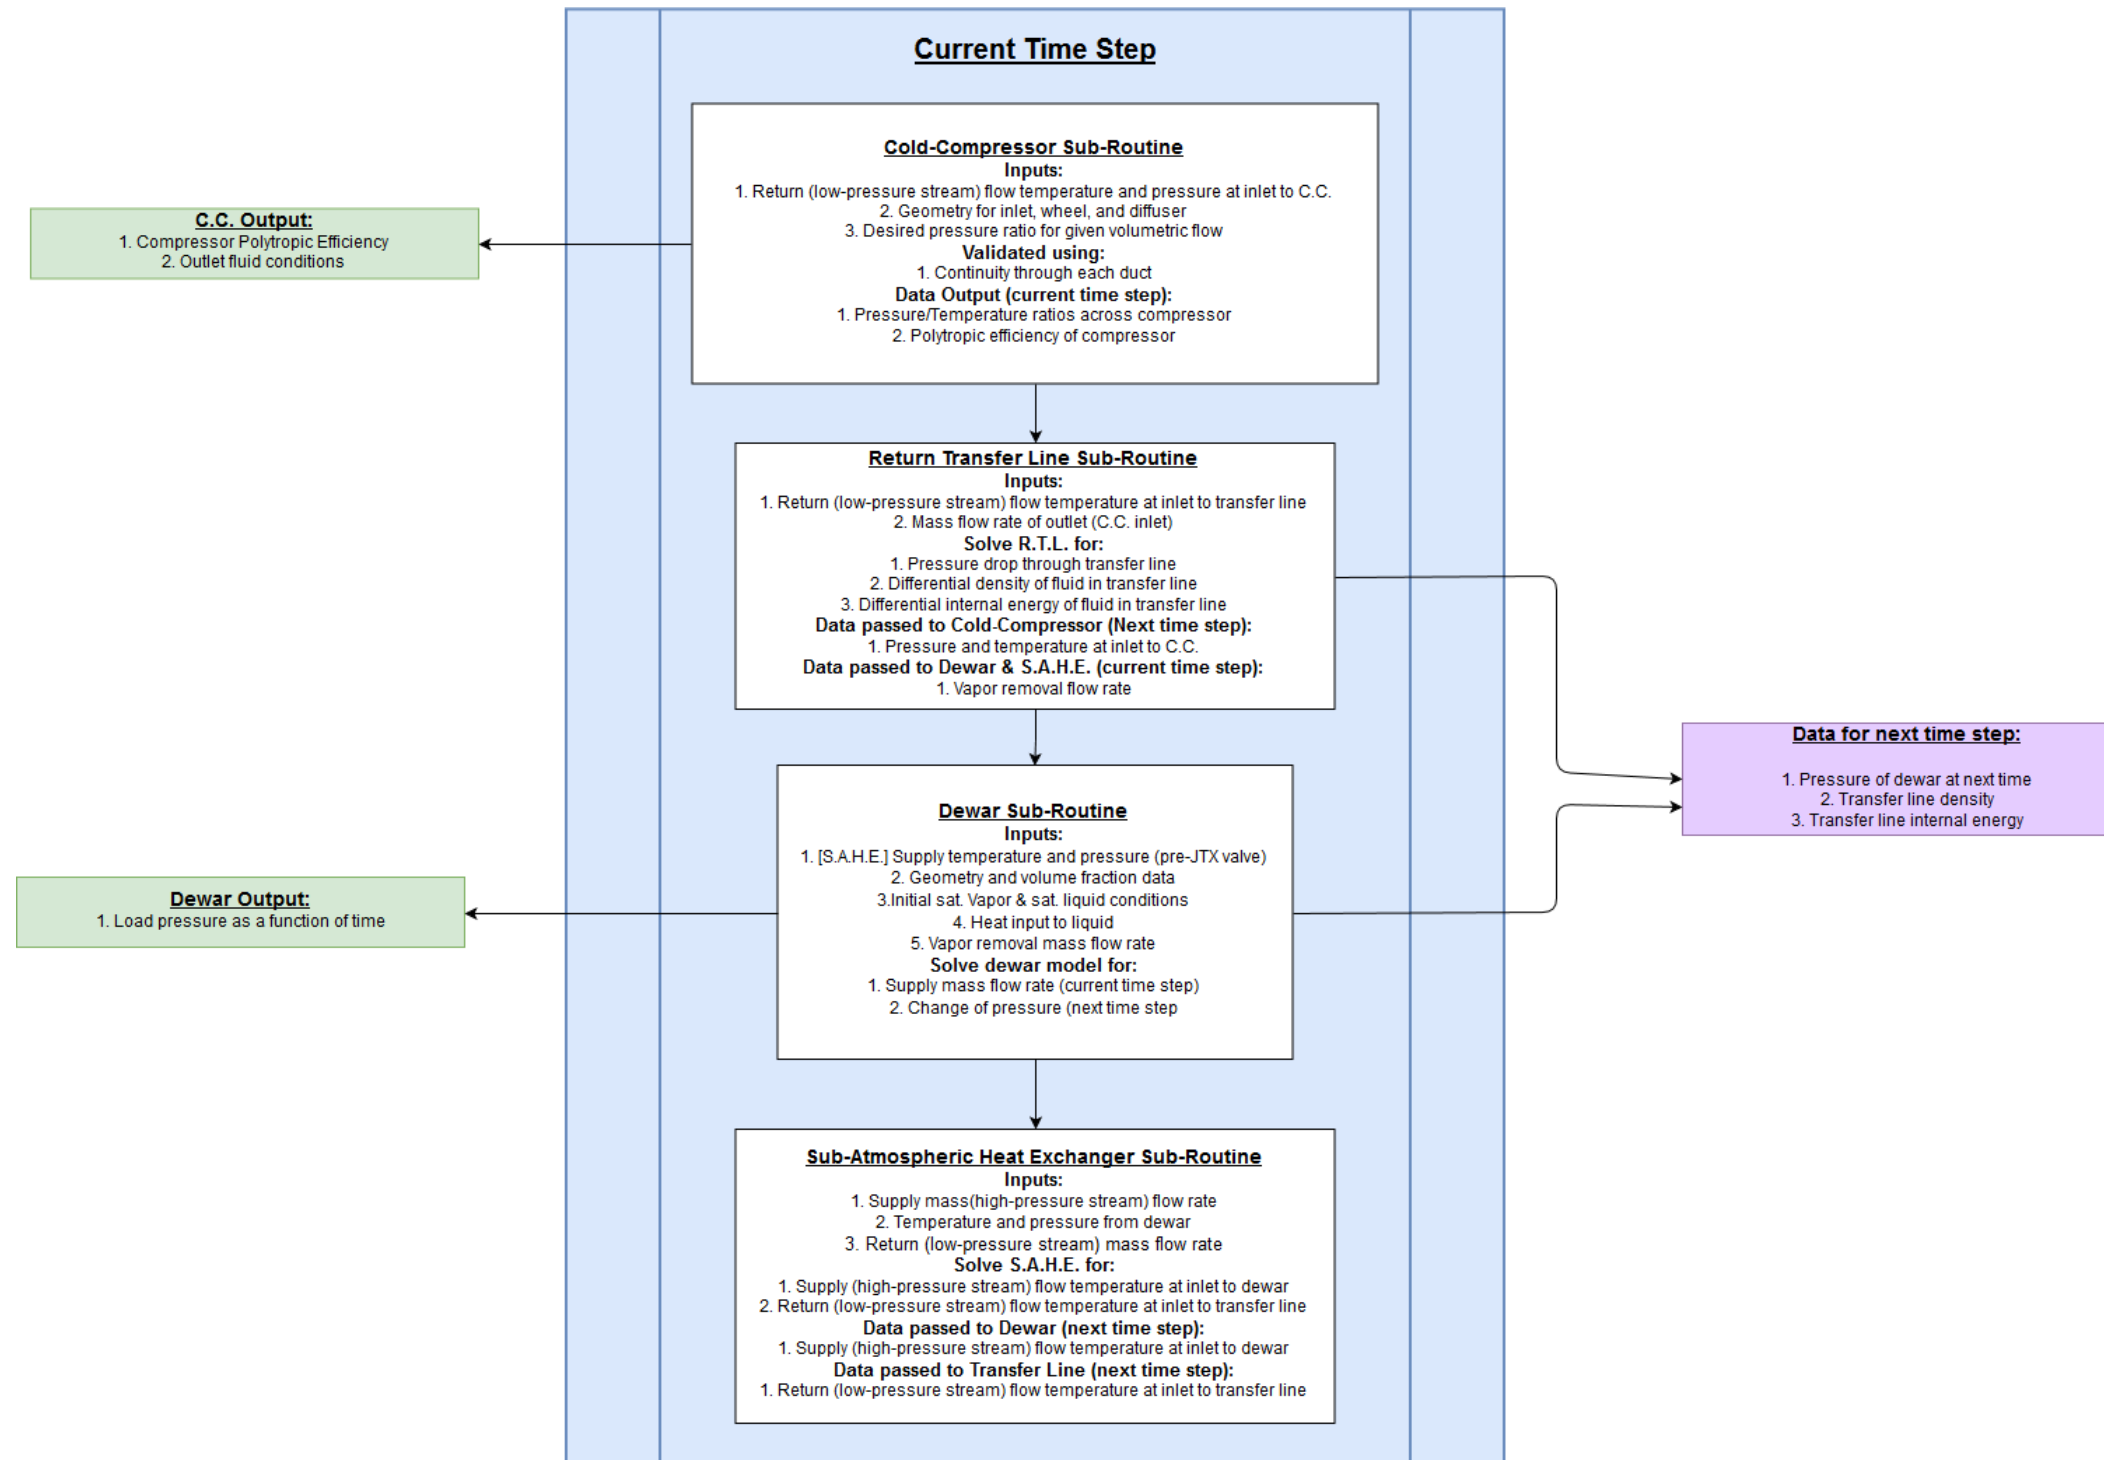 Current Time Step
Cold-Compressor Sub-Routine
Inputs:
1. Return (low-pressure stream) flow temperature and pressure at inlet to C.C.
2. Geometry for inlet, wheel, and diffuser
3. Desired pressure ratio for given volumetric flow
Validated using:
1. Continuity through each duct
Data Output (current time step):
1. Pressure/Temperature ratios across compressor
2. Polytropic efficiency of compressor
C.C. Output:
1. Compressor Polytropic Efficiency
2. Outlet fluid conditions
Return Transfer Line Sub-Routine
Inputs:
1. Return (low-pressure stream) flow temperature at inlet to transfer line
2. Mass flow rate of outlet (C.C. inlet)
Solve R.T.L. for:
1. Pressure drop through transfer line
2. Differential density of fluid in transfer line
3. Differential internal energy of fluid in transfer line
Data passed to Cold-Compressor (Next time step):
1. Pressure and temperature at inlet to C.C.
Data passed to Dewar & S.A.H.E. (current time step):
1. Vapor removal flow rate
Data for next time step:
1. Pressure of dewar at next time
2. Transfer line density
3. Transfer line internal energy
Dewar Sub-Routine
Inputs:
1. [S.A.H.E.] Supply temperature and pressure (pre-JTX valve)
2. Geometry and volume fraction data
3.Initial sat. Vapor & sat. liquid conditions
4. Heat input to liquid
5. Vapor removal mass flow rate
Solve dewar model for:
1. Supply mass flow rate (current time step)
2. Change of pressure (next time step
Dewar Output:
1. Load pressure as a function of time
Sub-Atmospheric Heat Exchanger Sub-Routine
Inputs:
1. Supply mass(high-pressure stream) flow rate
2. Temperature and pressure from dewar
3. Return (low-pressure stream) mass flow rate
Solve S.A.H.E. for:
1. Supply (high-pressure stream) flow temperature at inlet to dewar
2. Return (low-pressure stream) flow temperature at inlet to transfer line
Data passed to Dewar (next time step):
1. Supply (high-pressure stream) flow temperature at inlet to dewar
Data passed to Transfer Line (next time step):
1. Return (low-pressure stream) flow temperature at inlet to transfer line